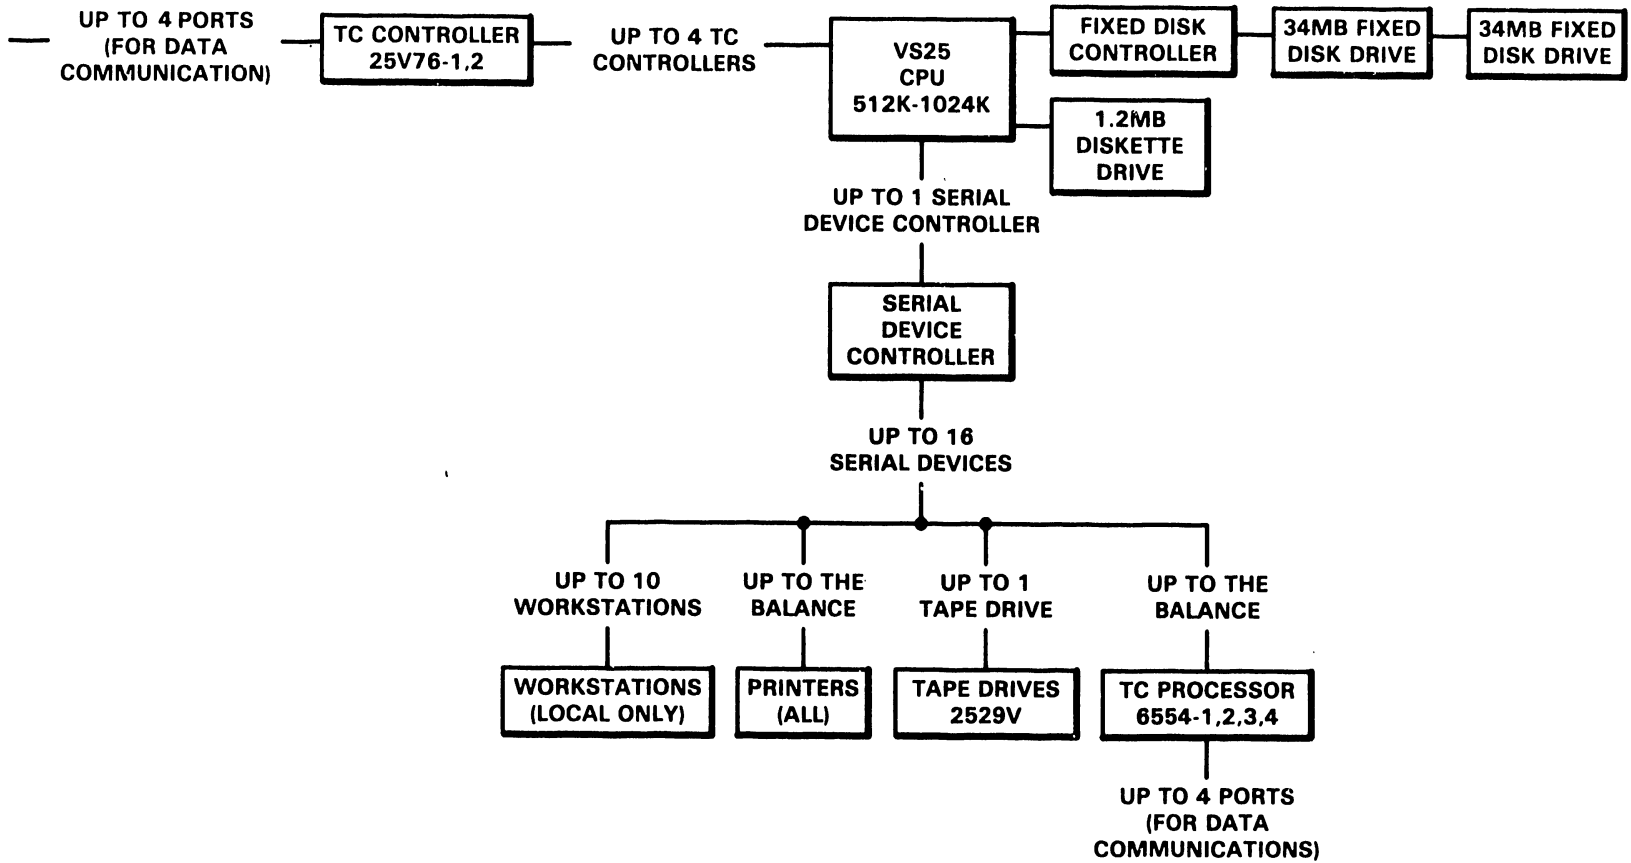 UP TO 4 PORTS
(FOR DATA
COMMUNICATION)
TC CONTROLLER
25V76-1,2
UP TO 4 TC
CONTROLLERS
VS25
CPU
512K-1024K
FIXED DISK
CONTROLLER
34MB FIXED
DISK DRIVE
34MB FIXED
DISK DRIVE
1.2MB
DISKETTE
DRIVE
UP TO 1 SERIAL
DEVICE CONTROLLER
SERIAL
DEVICE
CONTROLLER
UP TO 16
SERIAL DEVICES
UP TO 10
WORKSTATIONS
UP TO THE
BALANCE
UP TO 1
TAPE DRIVE
UP TO THE
BALANCE
WORKSTATIONS
(LOCAL ONLY)
PRINTERS
(ALL)
TAPE DRIVES
2529V
TC PROCESSOR
6554-1,2,3,4
UP TO 4 PORTS
(FOR DATA
COMMUNICATIONS)